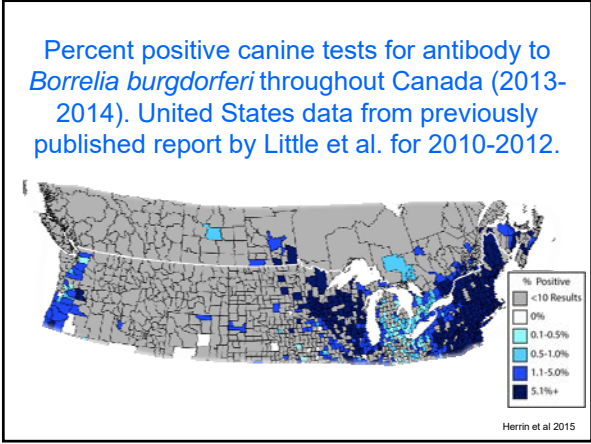 Percent positive canine tests for antibody to
Borrelia burgdorferi throughout Canada (2013-
2014). United States data from previously
published report by Little et al. for 2010-2012.
% Positive
<10 Results
0%
0.1-0.5%
0.5-1.0%
1.1-5.0%
5.1%+
Herrin et al 2015